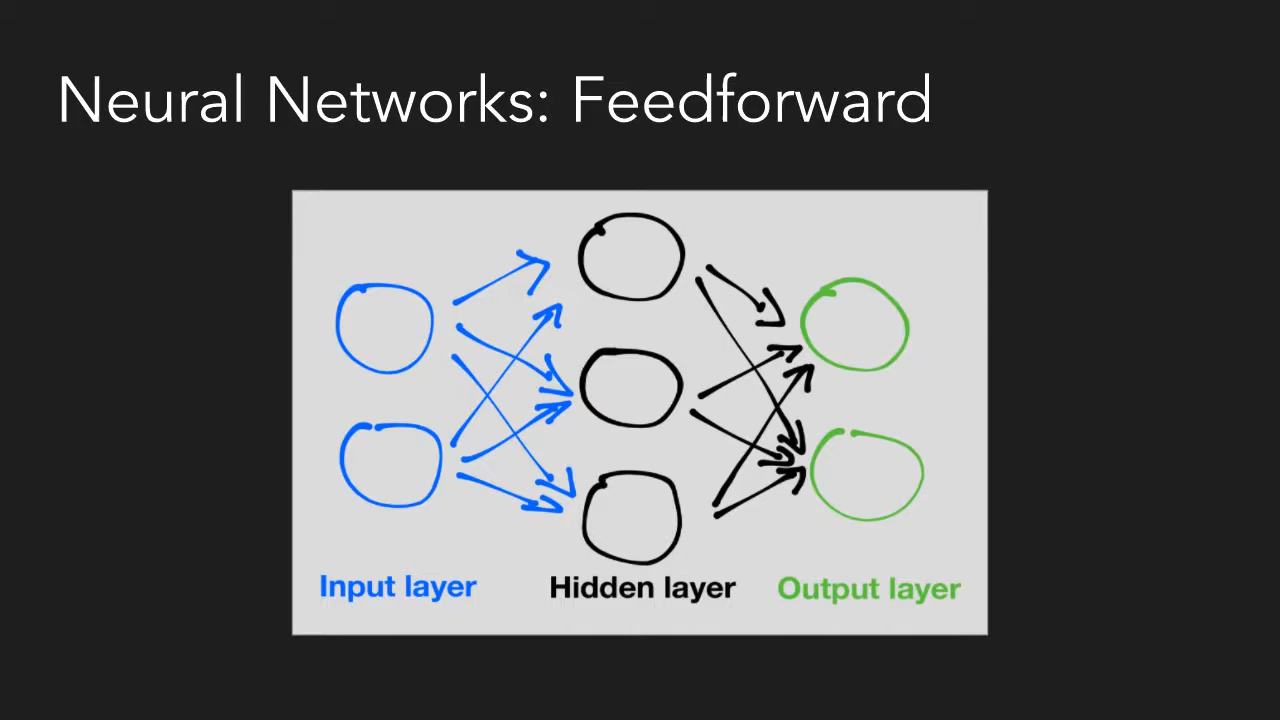 Neural Networks: Feedforward
Input layer
Hidden layer
Output layer